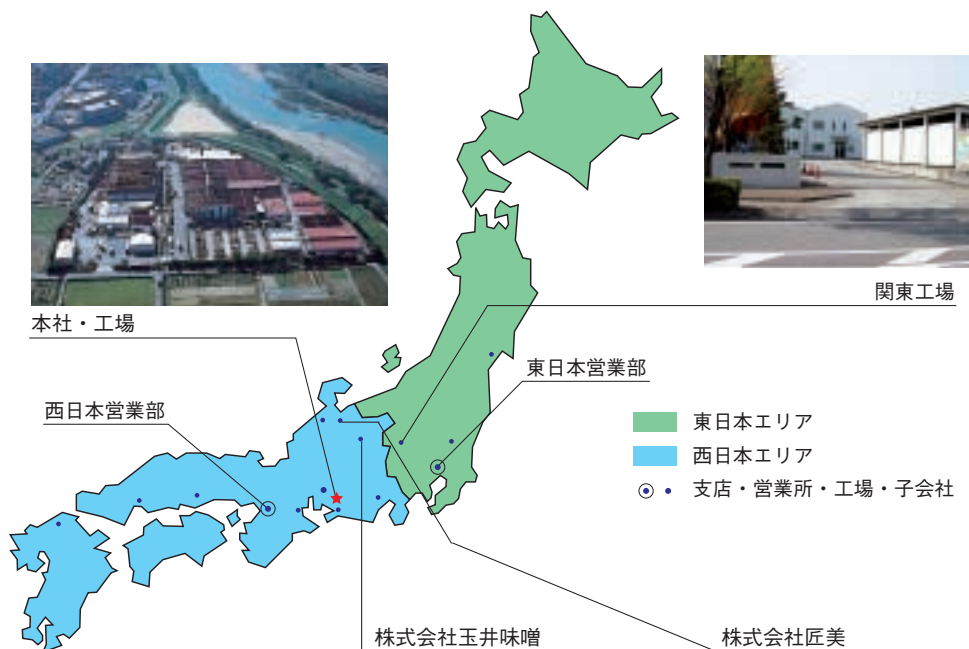 関東工場
本社・工場
東日本営業部
西日本営業部
東日本エリア
西日本エリア
支店・営業所・工場・子会社
株式会社玉井味噌
株式会社匠美